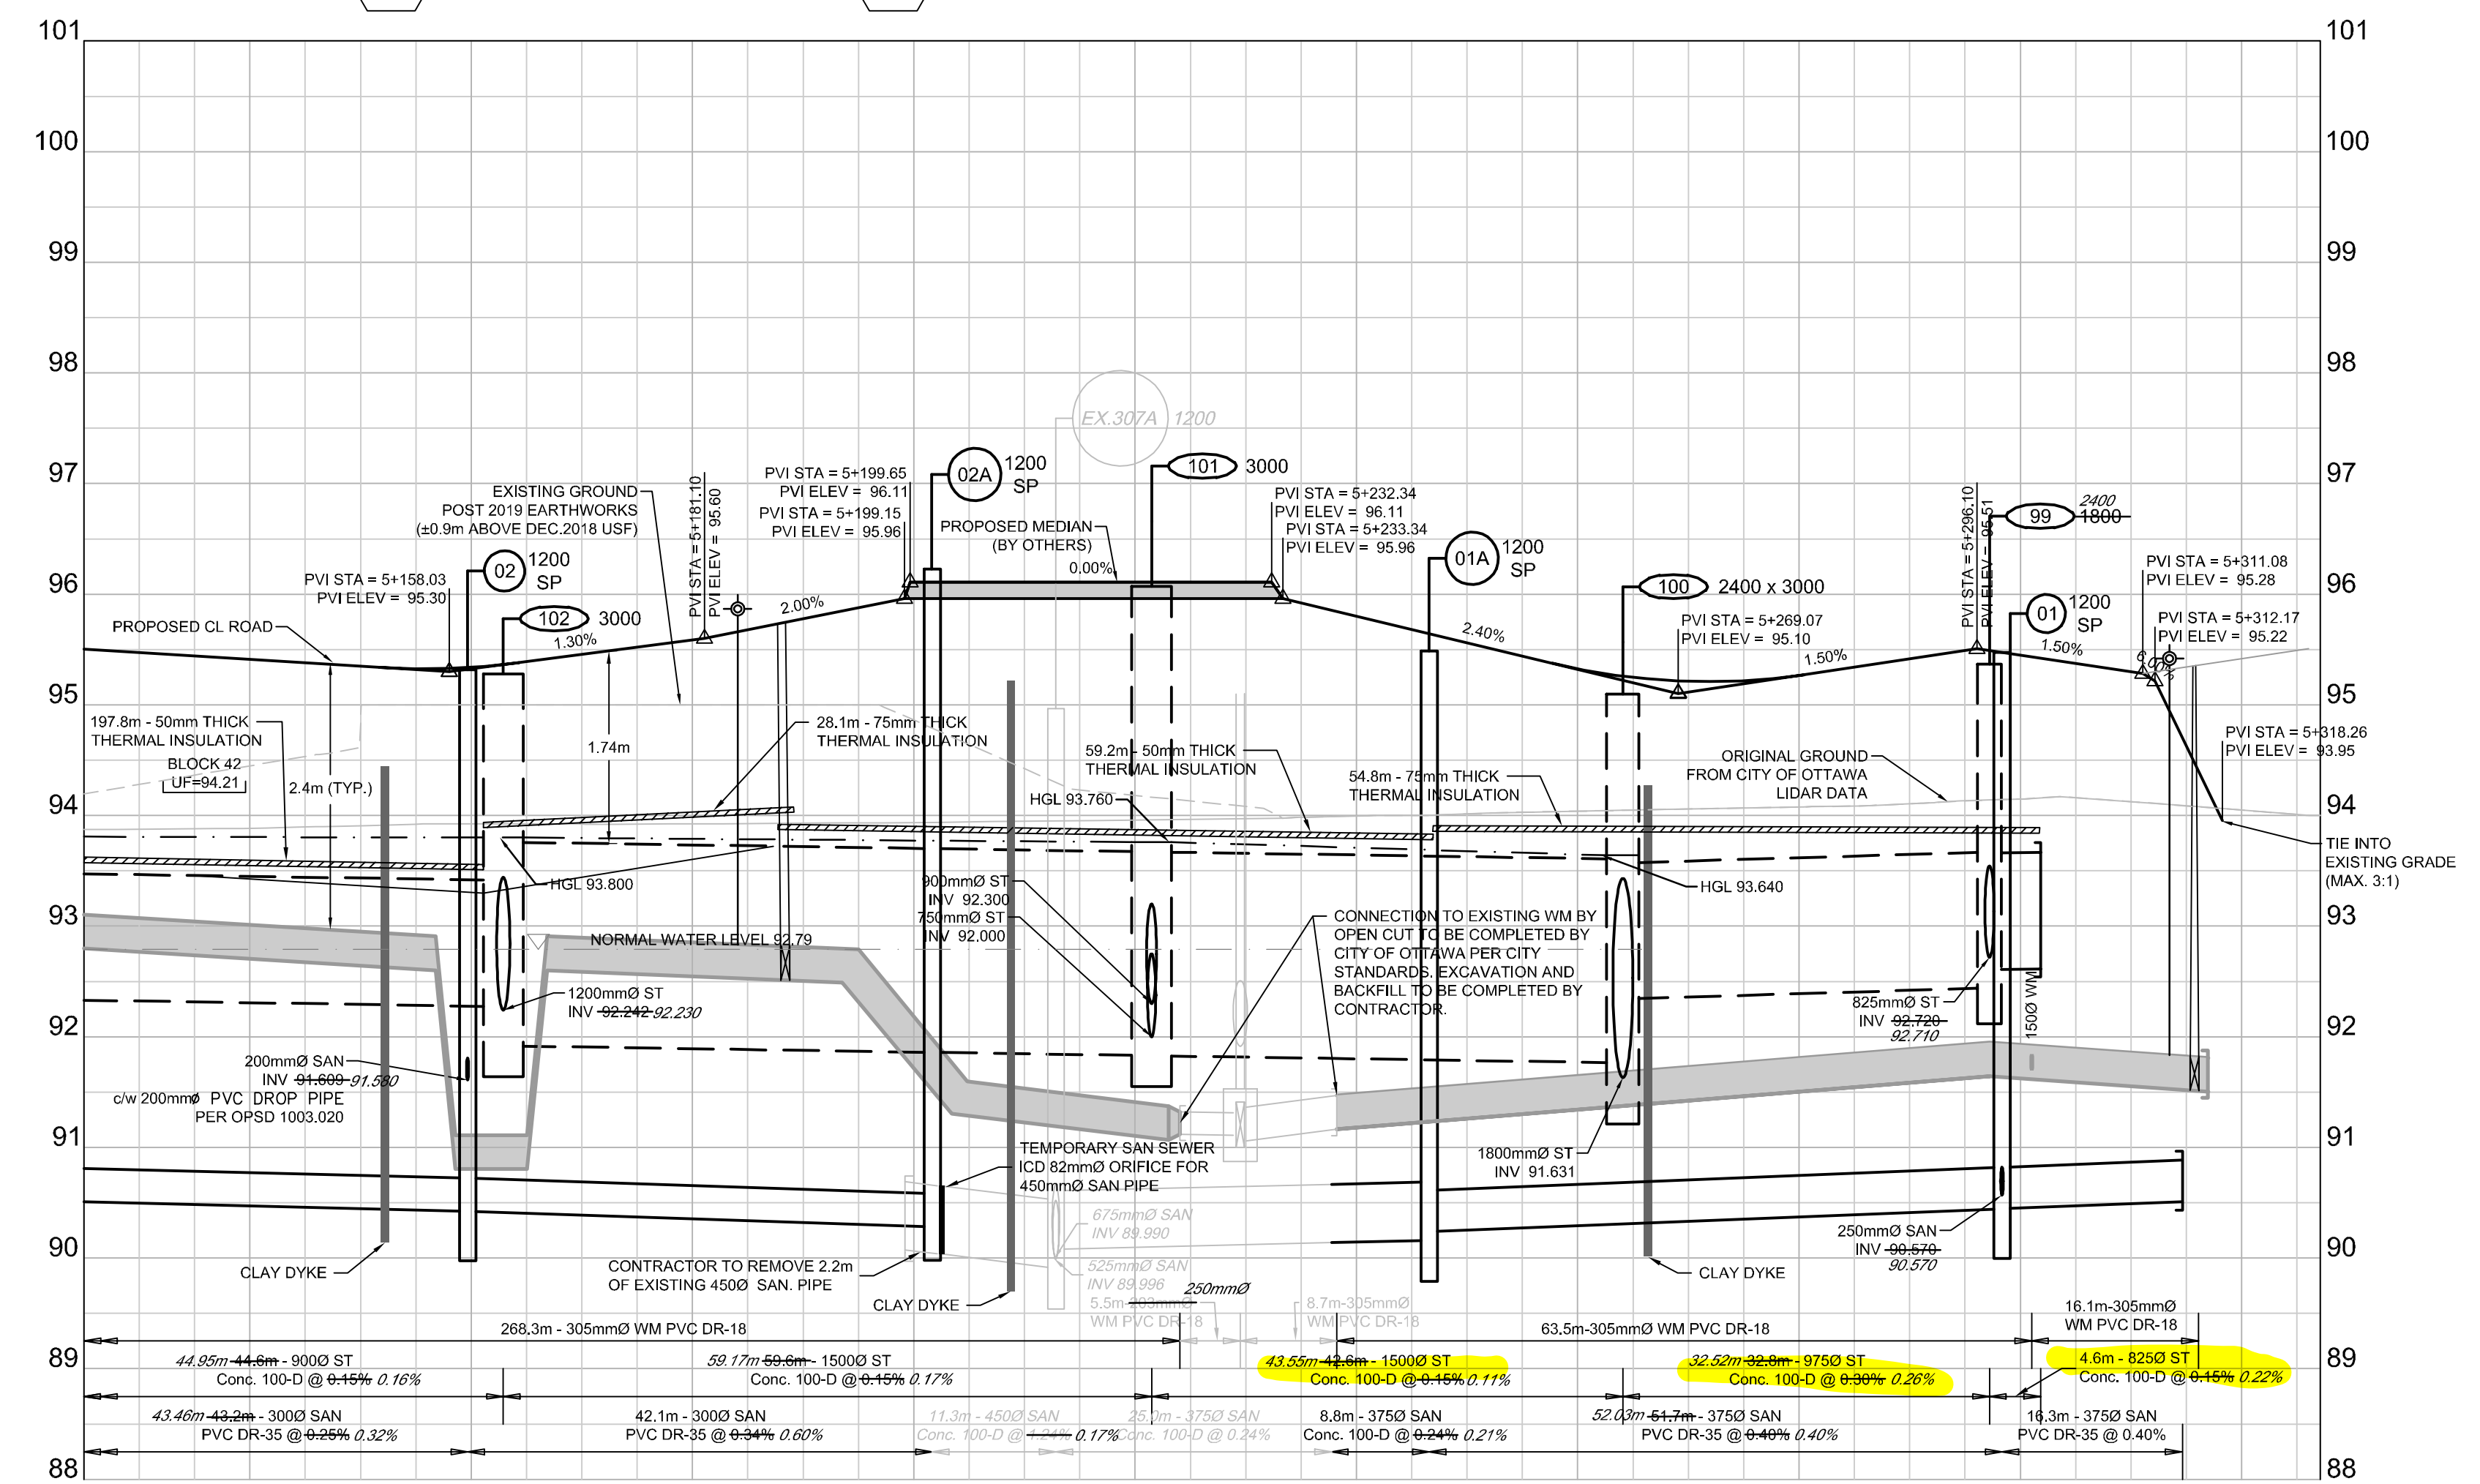 101
100
99
98
97
96
95
94
93
92
91
90
89
88
101
100
99
98
97
96
95
94
93
92
91
90
89
88
EX.307A 1200
EXISTING GROUND
POST 2019 EARTHWORKS
(±0.9m ABOVE DEC.2018 USF)
PVI STA = 5+158.03
PVI ELEV = 95.30
02 1200
SP
102 3000
PROPOSED CL ROAD
1.30%
PVI STA = 5+181.10
PVI ELEV = 95.60
2.00%
PVI STA = 5+199.65
PVI ELEV = 96.11
PVI STA = 5+199.15
PVI ELEV = 95.96
02A 1200
SP
101 3000
PROPOSED MEDIAN
(BY OTHERS)
0.00%
PVI STA = 5+232.34
PVI ELEV = 96.11
PVI STA = 5+233.34
PVI ELEV = 95.96
01A 1200
SP
2.40%
100 2400 x 3000
PVI STA = 5+269.07
PVI ELEV = 95.10
1.50%
PVI STA = 5+296.10
PVI ELEV = 95.51
2400
99 1800
01 1200
SP
1.50%
PVI STA = 5+311.08
PVI ELEV = 95.28
PVI STA = 5+312.17
PVI ELEV = 95.22
6.00%
PVI STA = 5+318.26
PVI ELEV = 93.95
TIE INTO
EXISTING GRADE
(MAX. 3:1)
197.8m - 50mm THICK
THERMAL INSULATION
BLOCK 42
UF=94.21
2.4m (TYP.)
1.74m
28.1m - 75mm THICK
THERMAL INSULATION
59.2m - 50mm THICK
THERMAL INSULATION
HGL 93.760
54.8m - 75mm THICK
THERMAL INSULATION
ORIGINAL GROUND
FROM CITY OF OTTAWA
LIDAR DATA
HGL 93.800
HGL 93.640
900mmØ ST
INV 92.300
750mmØ ST
INV 92.000
NORMAL WATER LEVEL 92.79
CONNECTION TO EXISTING WM BY
OPEN CUT TO BE COMPLETED BY
CITY OF OTTAWA PER CITY
STANDARDS. EXCAVATION AND
BACKFILL TO BE COMPLETED BY
CONTRACTOR.
1200mmØ ST
INV 92.242 92.230
825mmØ ST
INV 92.720
92.710
150Ø WM
200mmØ SAN
INV 91.609 91.580
c/w 200mmØ PVC DROP PIPE
PER OPSD 1003.020
TEMPORARY SAN SEWER
ICD 82mmØ ORIFICE FOR
450mmØ SAN PIPE
1800mmØ ST
INV 91.631
675mmØ SAN
INV 89.990
525mmØ SAN
INV 89.996
250mmØ SAN
INV 90.570
90.570
CLAY DYKE
CONTRACTOR TO REMOVE 2.2m
OF EXISTING 450Ø SAN. PIPE
CLAY DYKE
CLAY DYKE
250mmØ
5.5m-203mmØ
WM PVC DR-18
8.7m-305mmØ
WM PVC DR-18
16.1m-305mmØ
WM PVC DR-18
268.3m - 305mmØ WM PVC DR-18
63.5m-305mmØ WM PVC DR-18
44.95m 44.6m - 900Ø ST
Conc. 100-D @ 0.15% 0.16%
59.17m 59.6m - 1500Ø ST
Conc. 100-D @ 0.15% 0.17%
43.55m 42.6m - 1500Ø ST
Conc. 100-D @ 0.15% 0.11%
32.52m 32.8m - 975Ø ST
Conc. 100-D @ 0.30% 0.26%
4.6m - 825Ø ST
Conc. 100-D @ 0.15% 0.22%
43.46m 43.2m - 300Ø SAN
PVC DR-35 @ 0.25% 0.32%
42.1m - 300Ø SAN
PVC DR-35 @ 0.34% 0.60%
11.3m - 450Ø SAN
Conc. 100-D @ 1.24% 0.17%
25.0m - 375Ø SAN
Conc. 100-D @ 0.24%
8.8m - 375Ø SAN
Conc. 100-D @ 0.24% 0.21%
52.03m 51.7m - 375Ø SAN
PVC DR-35 @ 0.40% 0.40%
16.3m - 375Ø SAN
PVC DR-35 @ 0.40%